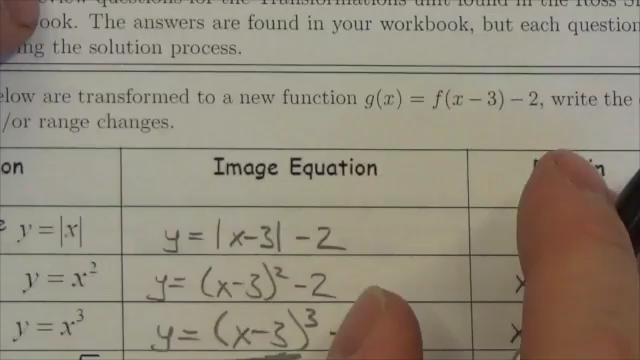 questions for the Transformations unit found in the Ross
ook. The answers are found in your workbook, but each question
ing the solution process.
elow are transformed to a new function g(x) = f(x − 3) − 2, write the
/or range changes.
on Image Equation
y = |x| y = |x-3| - 2
y = x² y = (x-3)² - 2
y = x³ y = (x-3)³ -